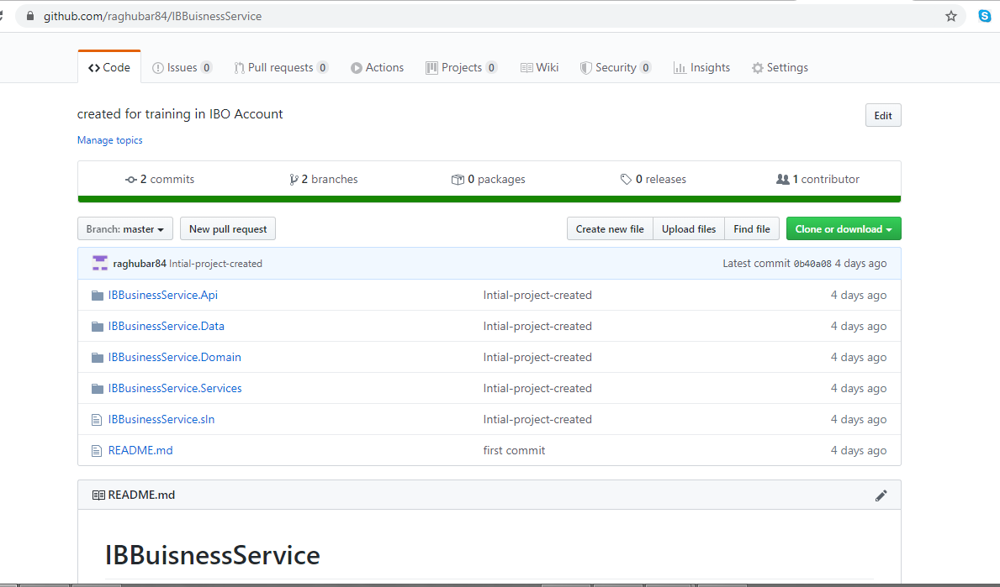 github.com/raghubar84/IBBuisnessService
Code Issues 0 Pull requests 0 Actions Projects 0 Wiki Security 0 Insights Settings
created for training in IBO Account Edit
Manage topics
2 commits 2 branches 0 packages 0 releases 1 contributor
Branch: master New pull request Create new file Upload files Find file Clone or download
raghubar84 Intial-project-created Latest commit 0b40a08 4 days ago
IBBusinessService.Api Intial-project-created 4 days ago
IBBusinessService.Data Intial-project-created 4 days ago
IBBusinessService.Domain Intial-project-created 4 days ago
IBBusinessService.Services Intial-project-created 4 days ago
IBBusinessService.sln Intial-project-created 4 days ago
README.md first commit 4 days ago
README.md
IBBuisnessService